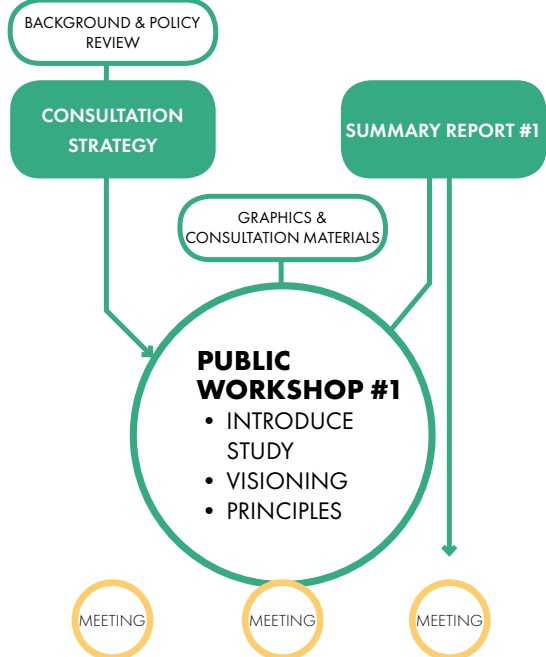 BACKGROUND & POLICY
REVIEW
CONSULTATION
STRATEGY
SUMMARY REPORT #1
GRAPHICS &
CONSULTATION MATERIALS
PUBLIC
WORKSHOP #1
• INTRODUCE
STUDY
• VISIONING
• PRINCIPLES
MEETING
MEETING
MEETING